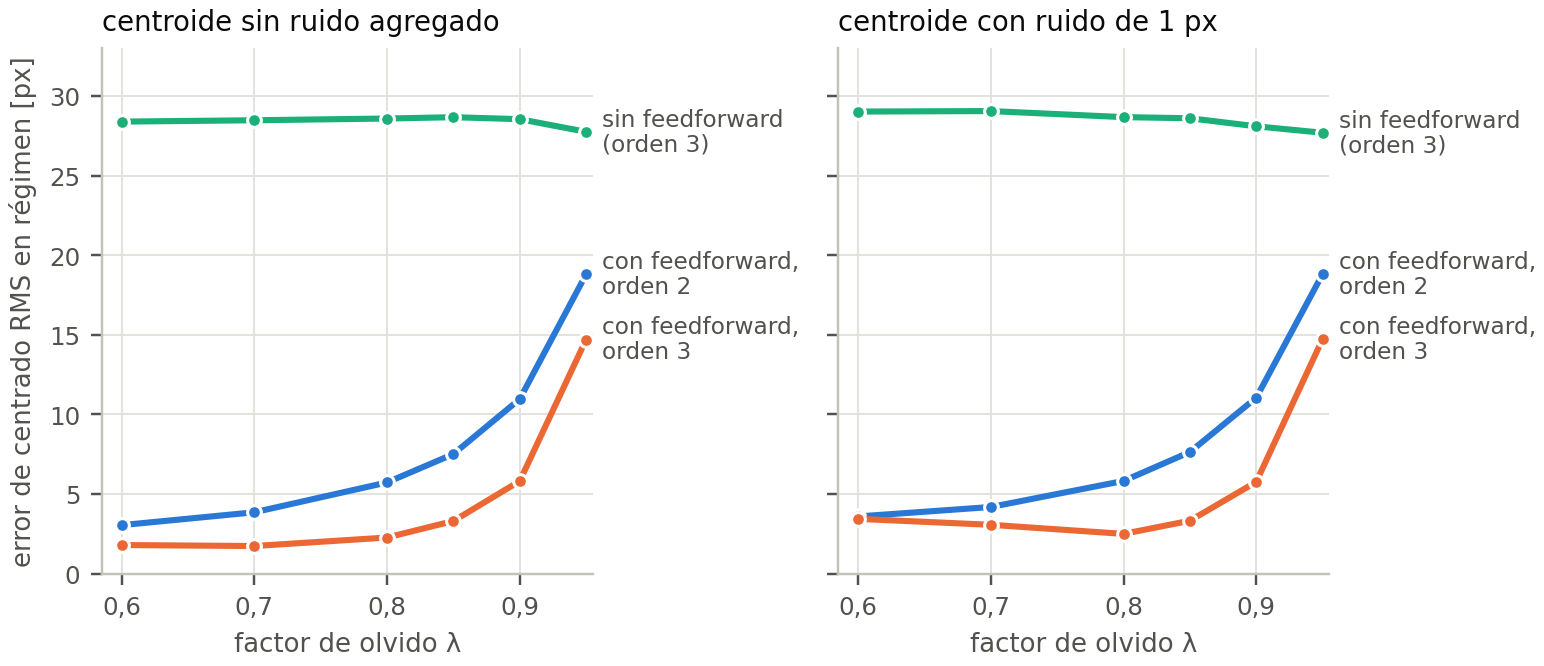 centroide sin ruido agregado
error de centrado RMS en régimen [px]
30
25
20
15
10
5
0
0,6
0,7
0,8
0,9
factor de olvido λ
sin feedforward
(orden 3)
con feedforward,
orden 2
con feedforward,
orden 3
centroide con ruido de 1 px
0,6
0,7
0,8
0,9
factor de olvido λ
sin feedforward
(orden 3)
con feedforward,
orden 2
con feedforward,
orden 3